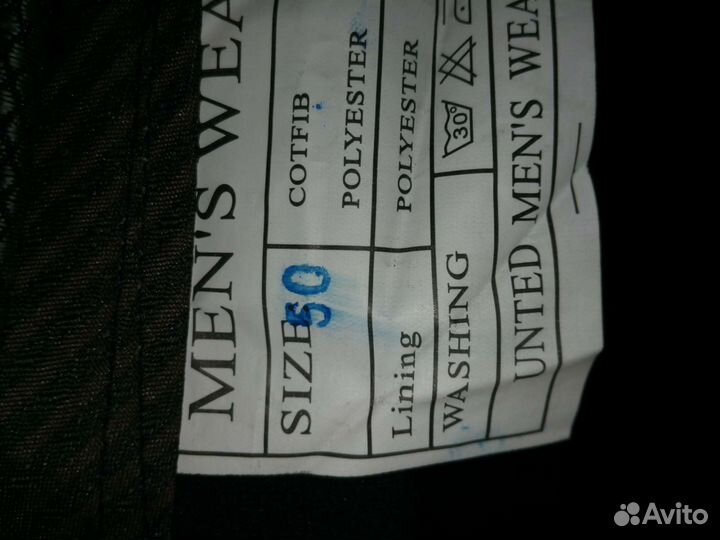 MEN'S WEA
SIZE: 50 COTFIB
POLYESTER
Lining POLYESTER
WASHING 30°
UNTED MEN'S WEA
Avito